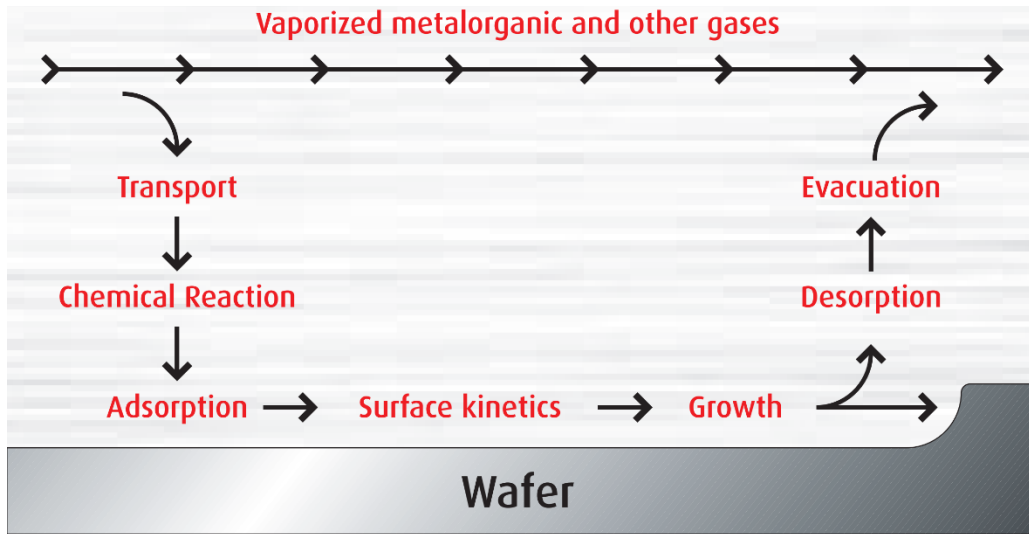 Vaporized metalorganic and other gases
Transport
Evacuation
Chemical Reaction
Desorption
Adsorption
Surface kinetics
Growth
Wafer